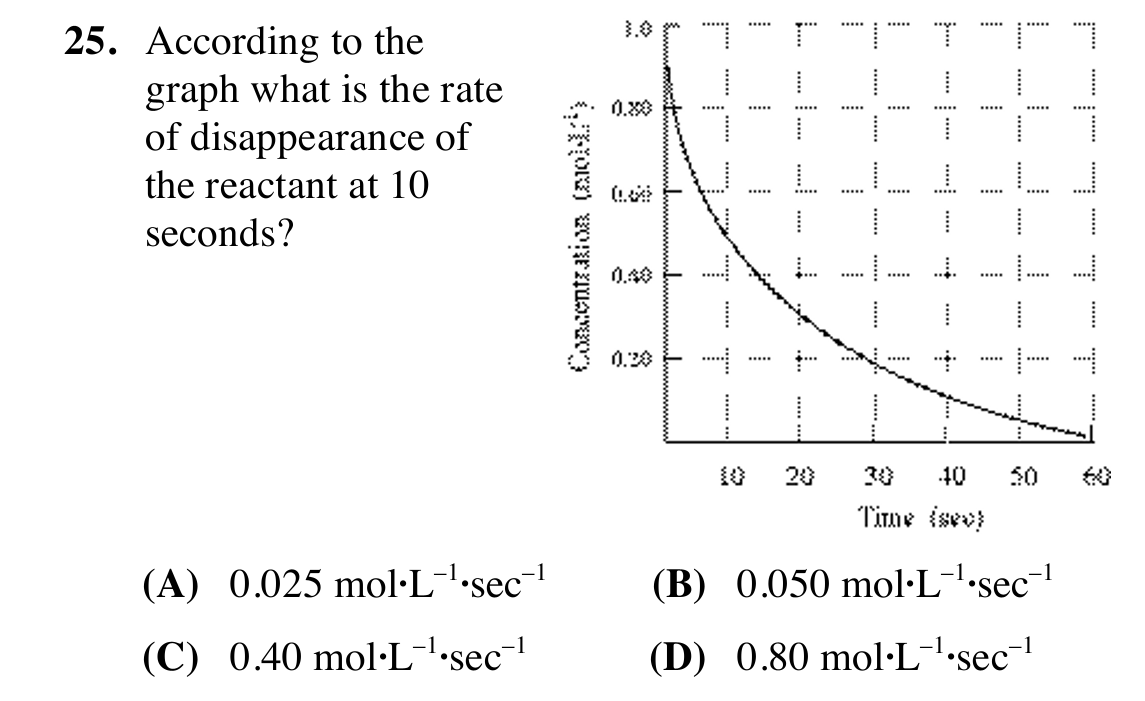 25. According to the
graph what is the rate
of disappearance of
the reactant at 10
seconds?
1.0
0.80
0.60
0.40
0.20
Concentration (mol•L⁻¹)
10 20 30 40 50 60
Time (sec)
(A) 0.025 mol•L⁻¹•sec⁻¹ (B) 0.050 mol•L⁻¹•sec⁻¹
(C) 0.40 mol•L⁻¹•sec⁻¹ (D) 0.80 mol•L⁻¹•sec⁻¹